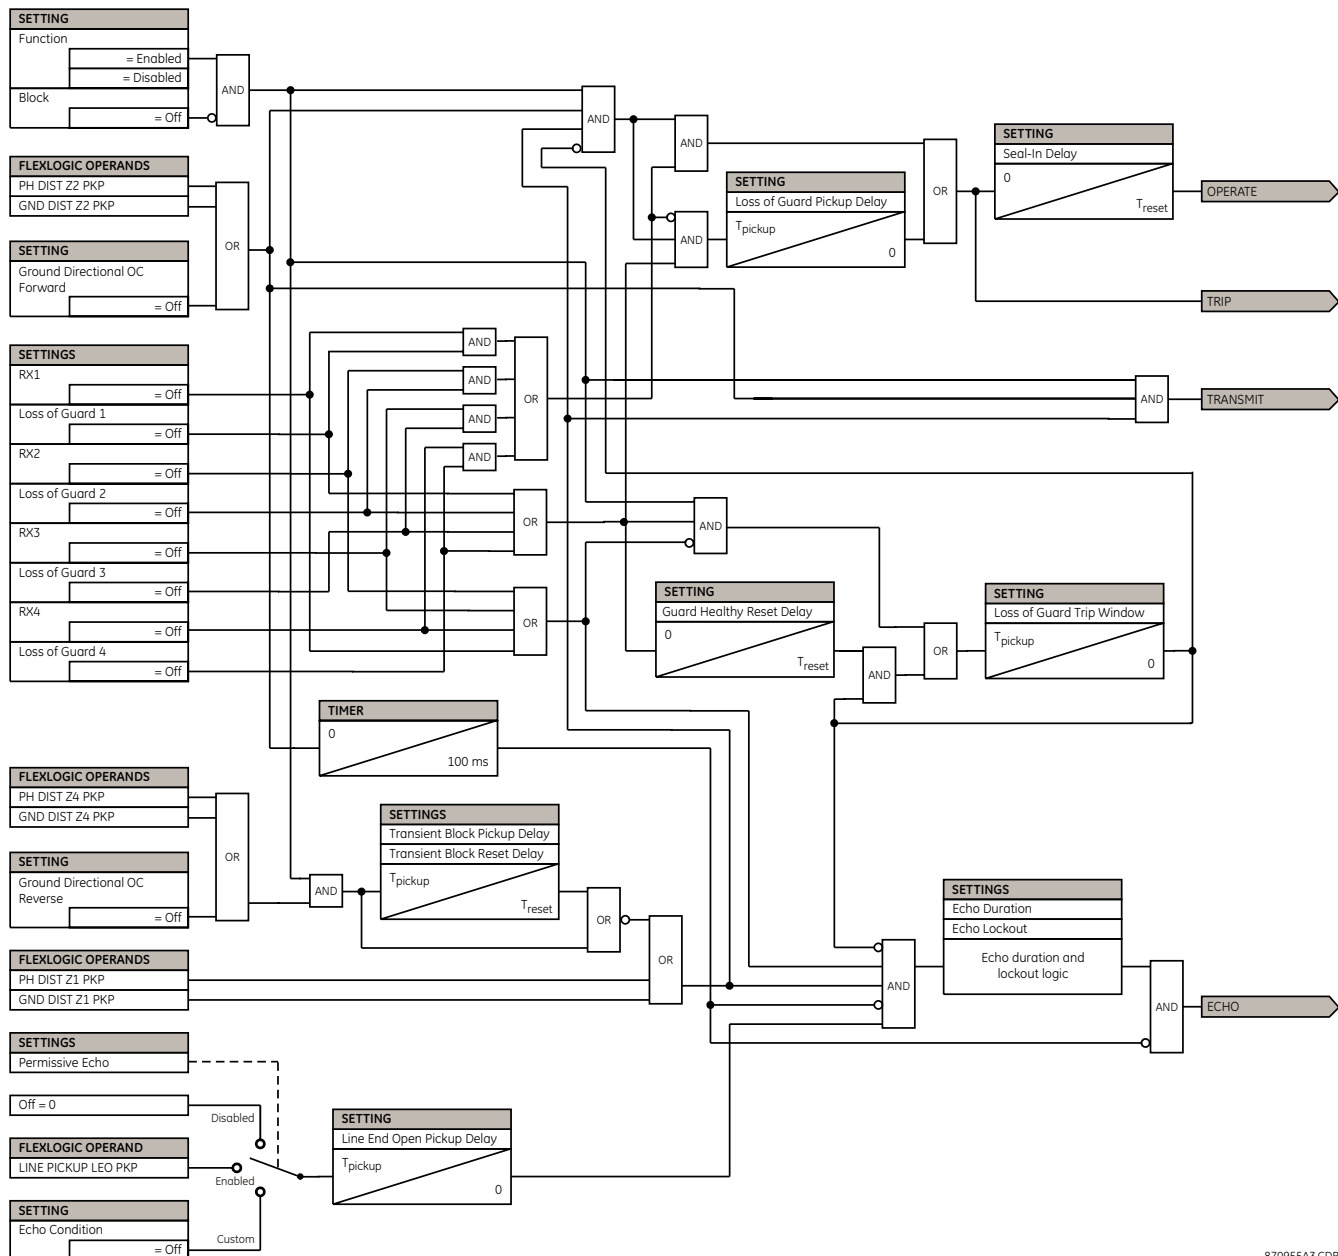 SETTING
Function
= Enabled
= Disabled
Block
= Off
AND
FLEXLOGIC OPERANDS
PH DIST Z2 PKP
GND DIST Z2 PKP
SETTING
Ground Directional OC
Forward
= Off
OR
SETTINGS
RX1
= Off
Loss of Guard 1
= Off
RX2
= Off
Loss of Guard 2
= Off
RX3
= Off
Loss of Guard 3
= Off
RX4
= Off
Loss of Guard 4
= Off
AND
AND
AND
AND
OR
OR
OR
AND
AND
AND
SETTING
Loss of Guard Pickup Delay
Tpickup
0
OR
SETTING
Seal-In Delay
0
Treset
OPERATE
TRIP
AND
TRANSMIT
AND
SETTING
Guard Healthy Reset Delay
0
Treset
AND
OR
SETTING
Loss of Guard Trip Window
Tpickup
0
TIMER
0
100 ms
FLEXLOGIC OPERANDS
PH DIST Z4 PKP
GND DIST Z4 PKP
SETTING
Ground Directional OC
Reverse
= Off
OR
AND
SETTINGS
Transient Block Pickup Delay
Transient Block Reset Delay
Tpickup
Treset
OR
OR
FLEXLOGIC OPERANDS
PH DIST Z1 PKP
GND DIST Z1 PKP
AND
SETTINGS
Echo Duration
Echo Lockout
Echo duration and
lockout logic
AND
ECHO
SETTINGS
Permissive Echo
Off = 0
Disabled
FLEXLOGIC OPERAND
LINE PICKUP LEO PKP
Enabled
SETTING
Echo Condition
= Off
Custom
SETTING
Line End Open Pickup Delay
Tpickup
0